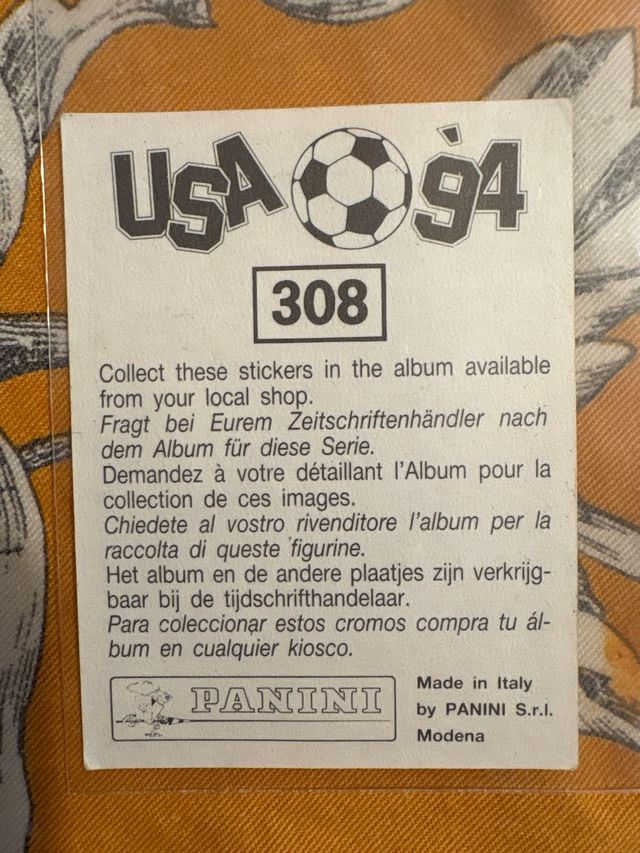 USA '94
308
Collect these stickers in the album available
from your local shop.
Fragt bei Eurem Zeitschriftenhändler nach
dem Album für diese Serie.
Demandez à votre détaillant l'Album pour la
collection de ces images.
Chiedete al vostro rivenditore l'album per la
raccolta di queste figurine.
Het album en de andere plaatjes zijn verkrijg-
baar bij de tijdschrifthandelaar.
Para coleccionar estos cromos compra tu ál-
bum en cualquier kiosco.
PANINI
Made in Italy
by PANINI S.r.l.
Modena